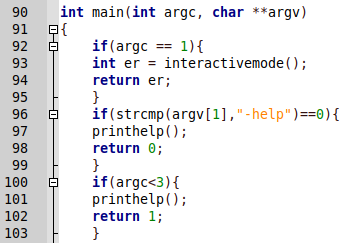 90 int main(int argc, char **argv)
91 {
92 if(argc == 1){
93 int er = interactivemode();
94 return er;
95 }
96 if(strcmp(argv[1],"-help")==0){
97 printhelp();
98 return 0;
99 }
100 if(argc<3){
101 printhelp();
102 return 1;
103 }